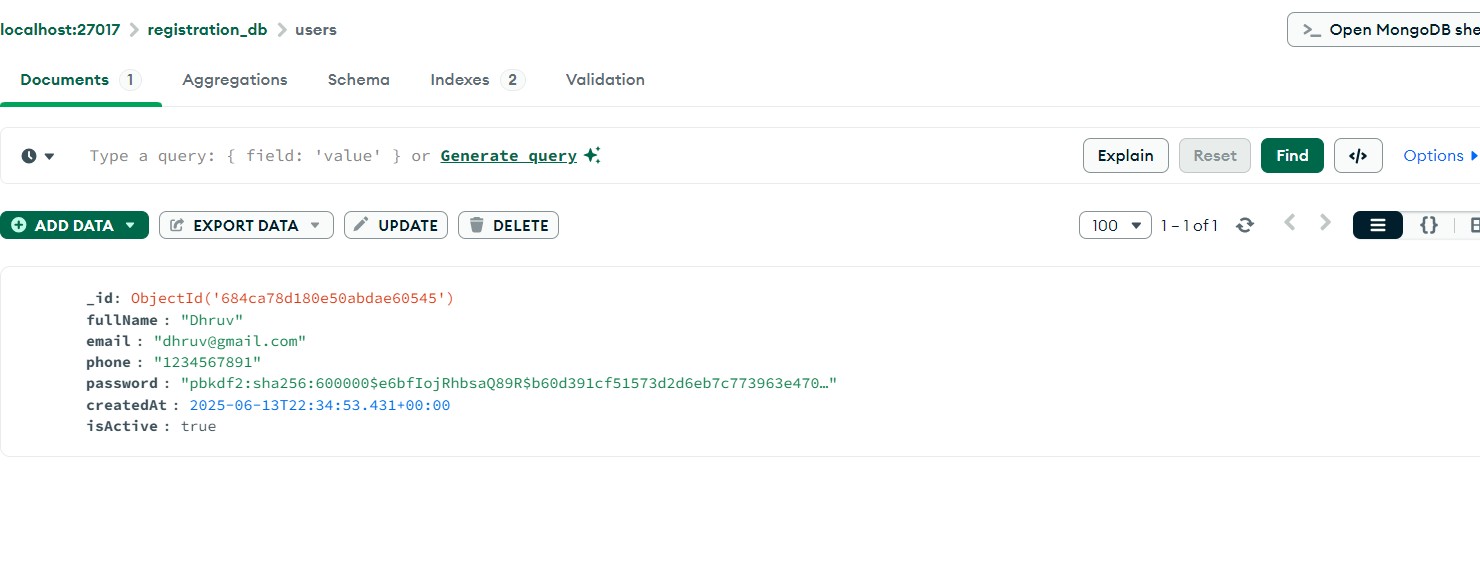 localhost:27017 > registration_db > users
>_ Open MongoDB she
Documents 1 Aggregations Schema Indexes 2 Validation
Type a query: { field: 'value' } or Generate query
Explain Reset Find </> Options
ADD DATA EXPORT DATA UPDATE DELETE
100 1 – 1 of 1 {}
_id: ObjectId('684ca78d180e50abdae60545')
fullName : "Dhruv"
email : "dhruv@gmail.com"
phone : "1234567891"
password : "pbkdf2:sha256:600000$e6bfIojRhbsaQ89R$b60d391cf51573d2d6eb7c773963e470…"
createdAt : 2025-06-13T22:34:53.431+00:00
isActive : true